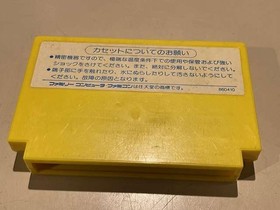 カセットについてのお願い
●精密機器ですので、極端な温度条件下での使用や保管および強い
ショックをさけてください。また、絶対に分解しないでください。
●端子部に手を触れたり、水にぬらしたりして汚さないようにして
ください。故障の原因となります。
ファミリー コンピュータ ファミコンは任天堂の商標です。